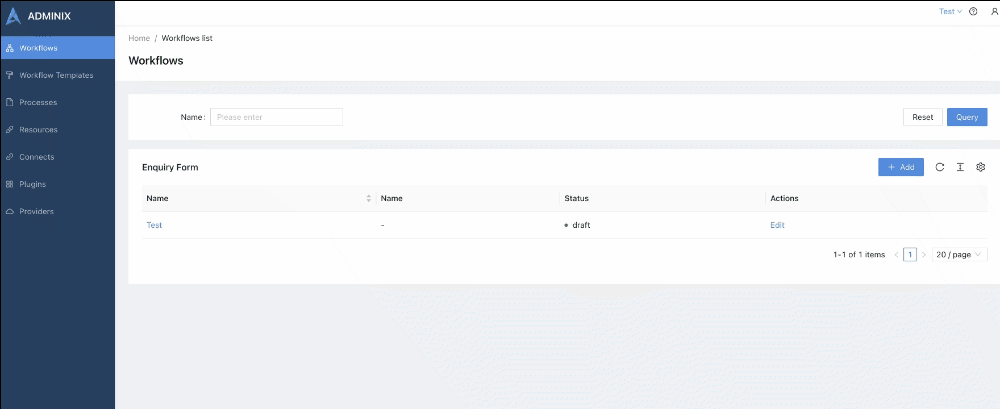 ADMINIX
Test
Workflows
Workflow Templates
Processes
Resources
Connects
Plugins
Providers
Home / Workflows list
Workflows
Name: Please enter
Reset Query
Enquiry Form
+ Add
Name Name Status Actions
Test - draft Edit
1-1 of 1 items < 1 > 20 / page